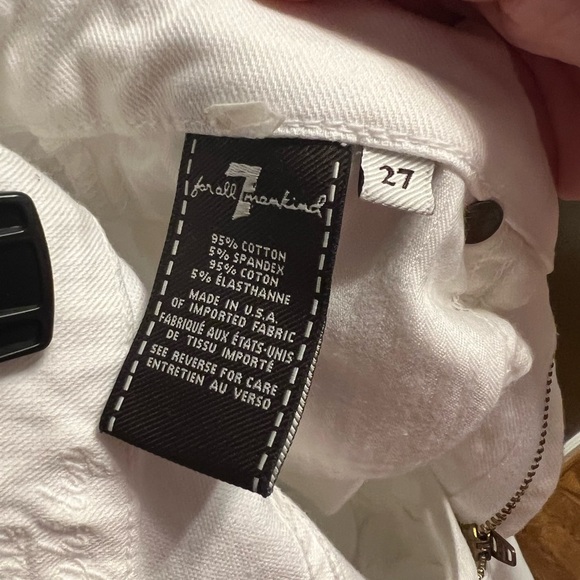 for all 7 mankind
27
95% COTTON
5% SPANDEX
95% COTON
5% ÉLASTHANNE
MADE IN U.S.A.
OF IMPORTED FABRIC
FABRIQUÉ AUX ÉTATS-UNIS
DE TISSU IMPORTÉ
SEE REVERSE FOR CARE
ENTRETIEN AU VERSO